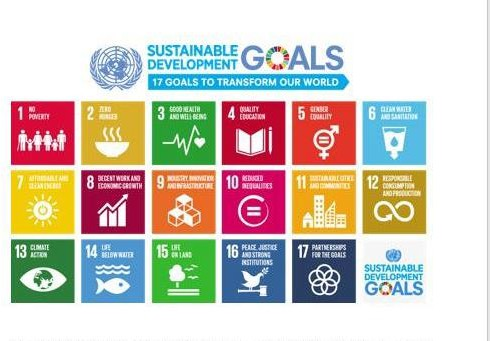 SUSTAINABLE
DEVELOPMENT
GOALS
17 GOALS TO TRANSFORM OUR WORLD
1 NO
POVERTY
2 ZERO
HUNGER
3 GOOD HEALTH
AND WELL-BEING
4 QUALITY
EDUCATION
5 GENDER
EQUALITY
6 CLEAN WATER
AND SANITATION
7 AFFORDABLE AND
CLEAN ENERGY
8 DECENT WORK AND
ECONOMIC GROWTH
9 INDUSTRY, INNOVATION
AND INFRASTRUCTURE
10 REDUCED
INEQUALITIES
11 SUSTAINABLE CITIES
AND COMMUNITIES
12 RESPONSIBLE
CONSUMPTION
AND PRODUCTION
13 CLIMATE
ACTION
14 LIFE
BELOW WATER
15 LIFE
ON LAND
16 PEACE, JUSTICE
AND STRONG
INSTITUTIONS
17 PARTNERSHIPS
FOR THE GOALS
SUSTAINABLE
DEVELOPMENT
GOALS